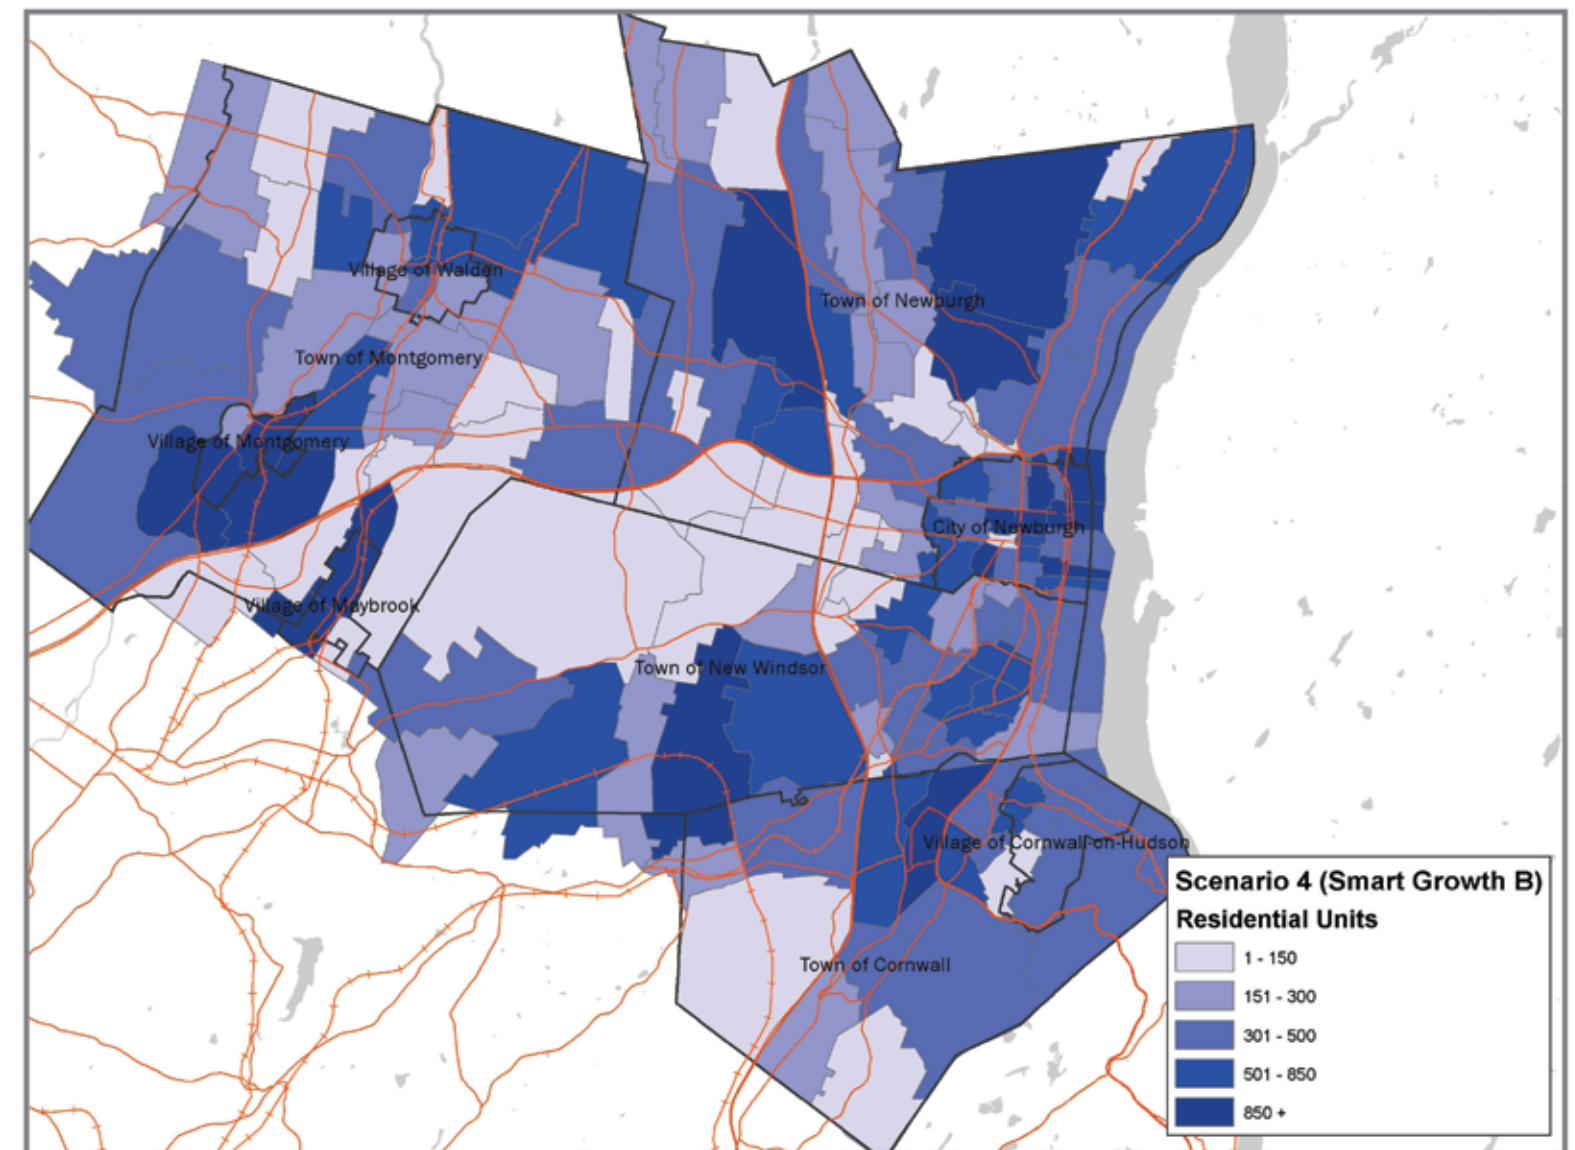 Village of Walden
Town of Newburgh
Town of Montgomery
Village of Montgomery
City of Newburgh
Village of Maybrook
Town of New Windsor
Village of Cornwall-on-Hudson
Town of Cornwall
Scenario 4 (Smart Growth B)
Residential Units
1 - 150
151 - 300
301 - 500
501 - 850
850 +